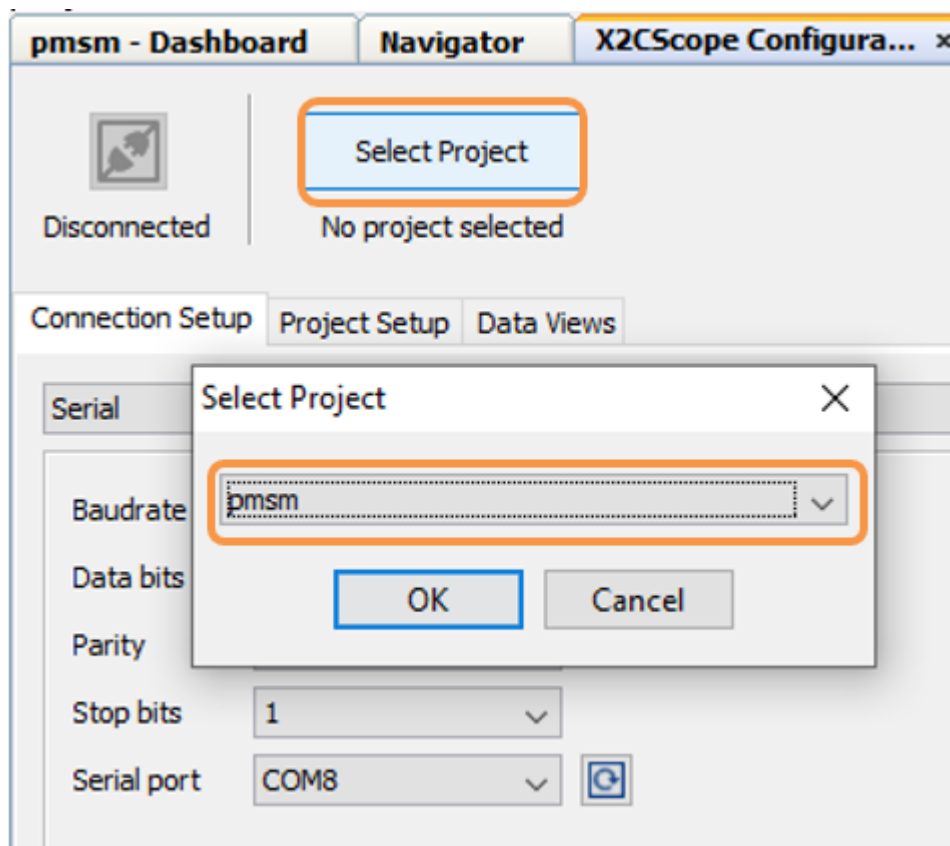 pmsm - Dashboard
Navigator
X2CScope Configura... ×
Select Project
Disconnected
No project selected
Connection Setup
Project Setup
Data Views
Serial
Select Project
pmsm
OK
Cancel
Baudrate
Data bits
Parity
Stop bits
1
Serial port
COM8